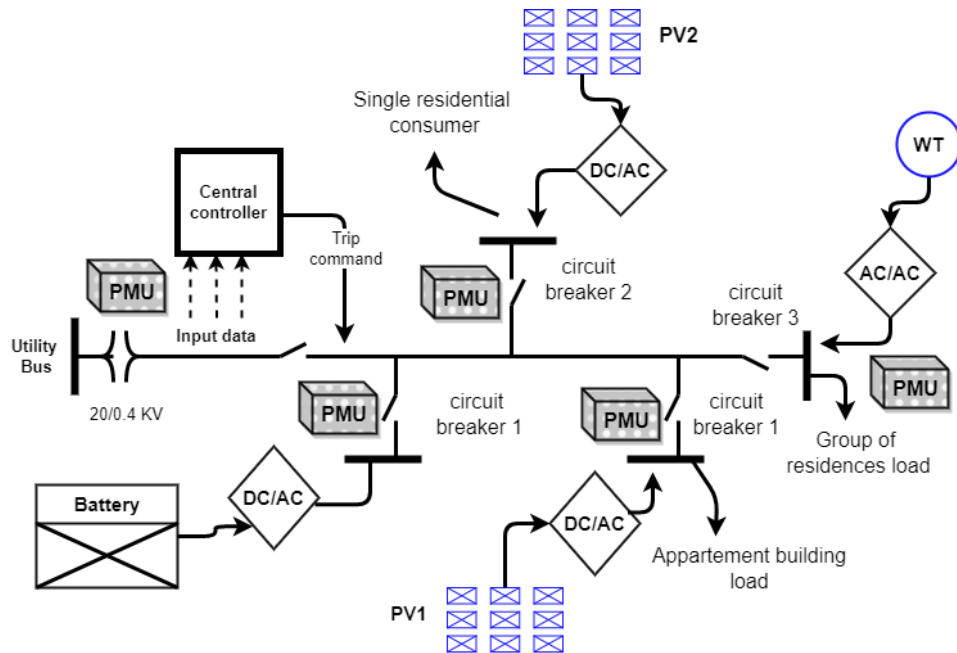 PV2
Single residential
consumer
WT
DC/AC
Central
controller
Trip
command
PMU
circuit
breaker 2
PMU
circuit
breaker 3
AC/AC
Input data
Utility
Bus
20/0.4 KV
PMU
circuit
breaker 1
PMU
circuit
breaker 1
PMU
Group of
residences load
Battery
DC/AC
DC/AC
Appartement building
load
PV1